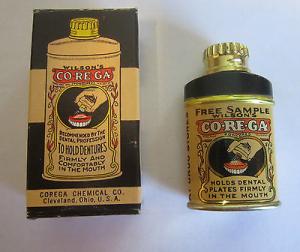 WILSON'S
CO-RE-GA
RECOMMENDED BY THE
DENTAL PROFESSION
TO HOLD DENTURES
FIRMLY AND
COMFORTABLY
IN THE MOUTH
COREGA CHEMICAL CO.
Cleveland, Ohio, U.S.A.
FREE SAMPLE
WILSON'S
CO-RE-GA
HOLDS DENTAL
PLATES FIRMLY
IN THE MOUTH